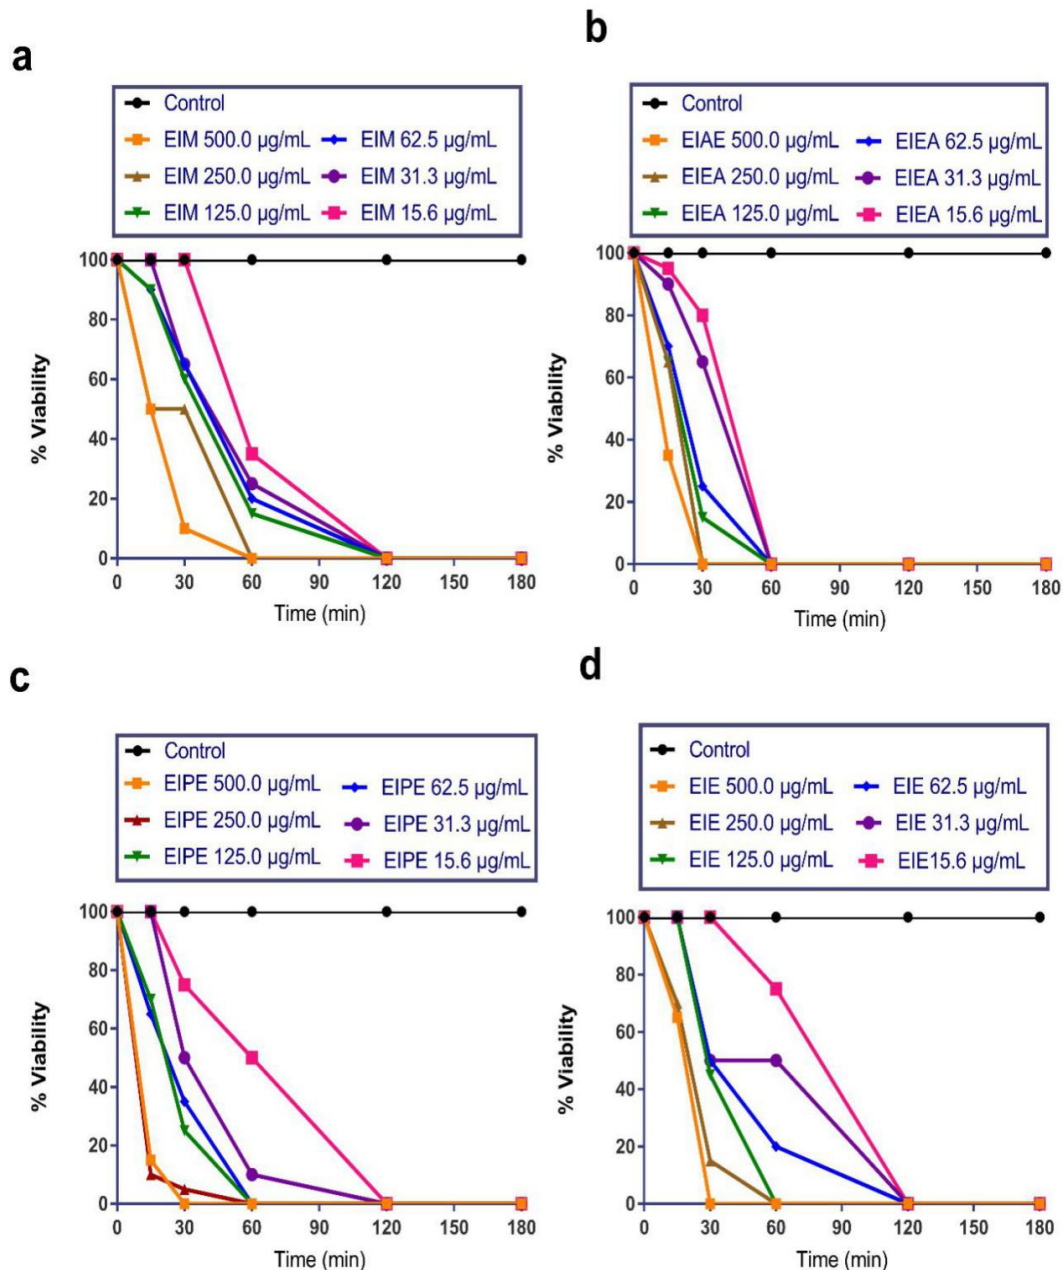 a
Control
EIM 500.0 µg/mL EIM 62.5 µg/mL
EIM 250.0 µg/mL EIM 31.3 µg/mL
EIM 125.0 µg/mL EIM 15.6 µg/mL
100
80
60
40
20
0
% Viability
0 30 60 90 120 150 180
Time (min)
b
Control
EIAE 500.0 µg/mL EIEA 62.5 µg/mL
EIEA 250.0 µg/mL EIEA 31.3 µg/mL
EIEA 125.0 µg/mL EIEA 15.6 µg/mL
100
80
60
40
20
0
% Viability
0 30 60 90 120 150 180
Time (min)
c
Control
EIPE 500.0 µg/mL EIPE 62.5 µg/mL
EIPE 250.0 µg/mL EIPE 31.3 µg/mL
EIPE 125.0 µg/mL EIPE 15.6 µg/mL
100
80
60
40
20
0
% Viability
0 30 60 90 120 150 180
Time (min)
d
Control
EIE 500.0 µg/mL EIE 62.5 µg/mL
EIE 250.0 µg/mL EIE 31.3 µg/mL
EIE 125.0 µg/mL EIE15.6 µg/mL
100
80
60
40
20
0
% Viability
0 30 60 90 120 150 180
Time (min)